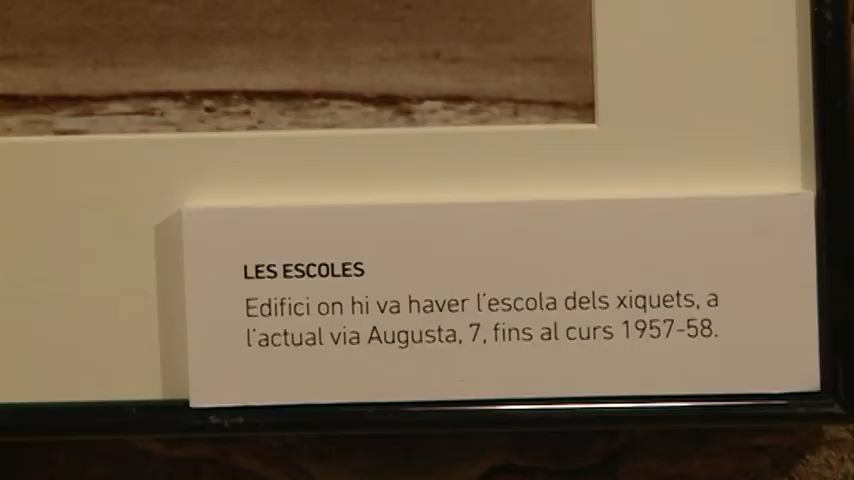 LES ESCOLES
Edifici on hi va haver l'escola dels xiquets, a
l'actual via Augusta, 7, fins al curs 1957-58.